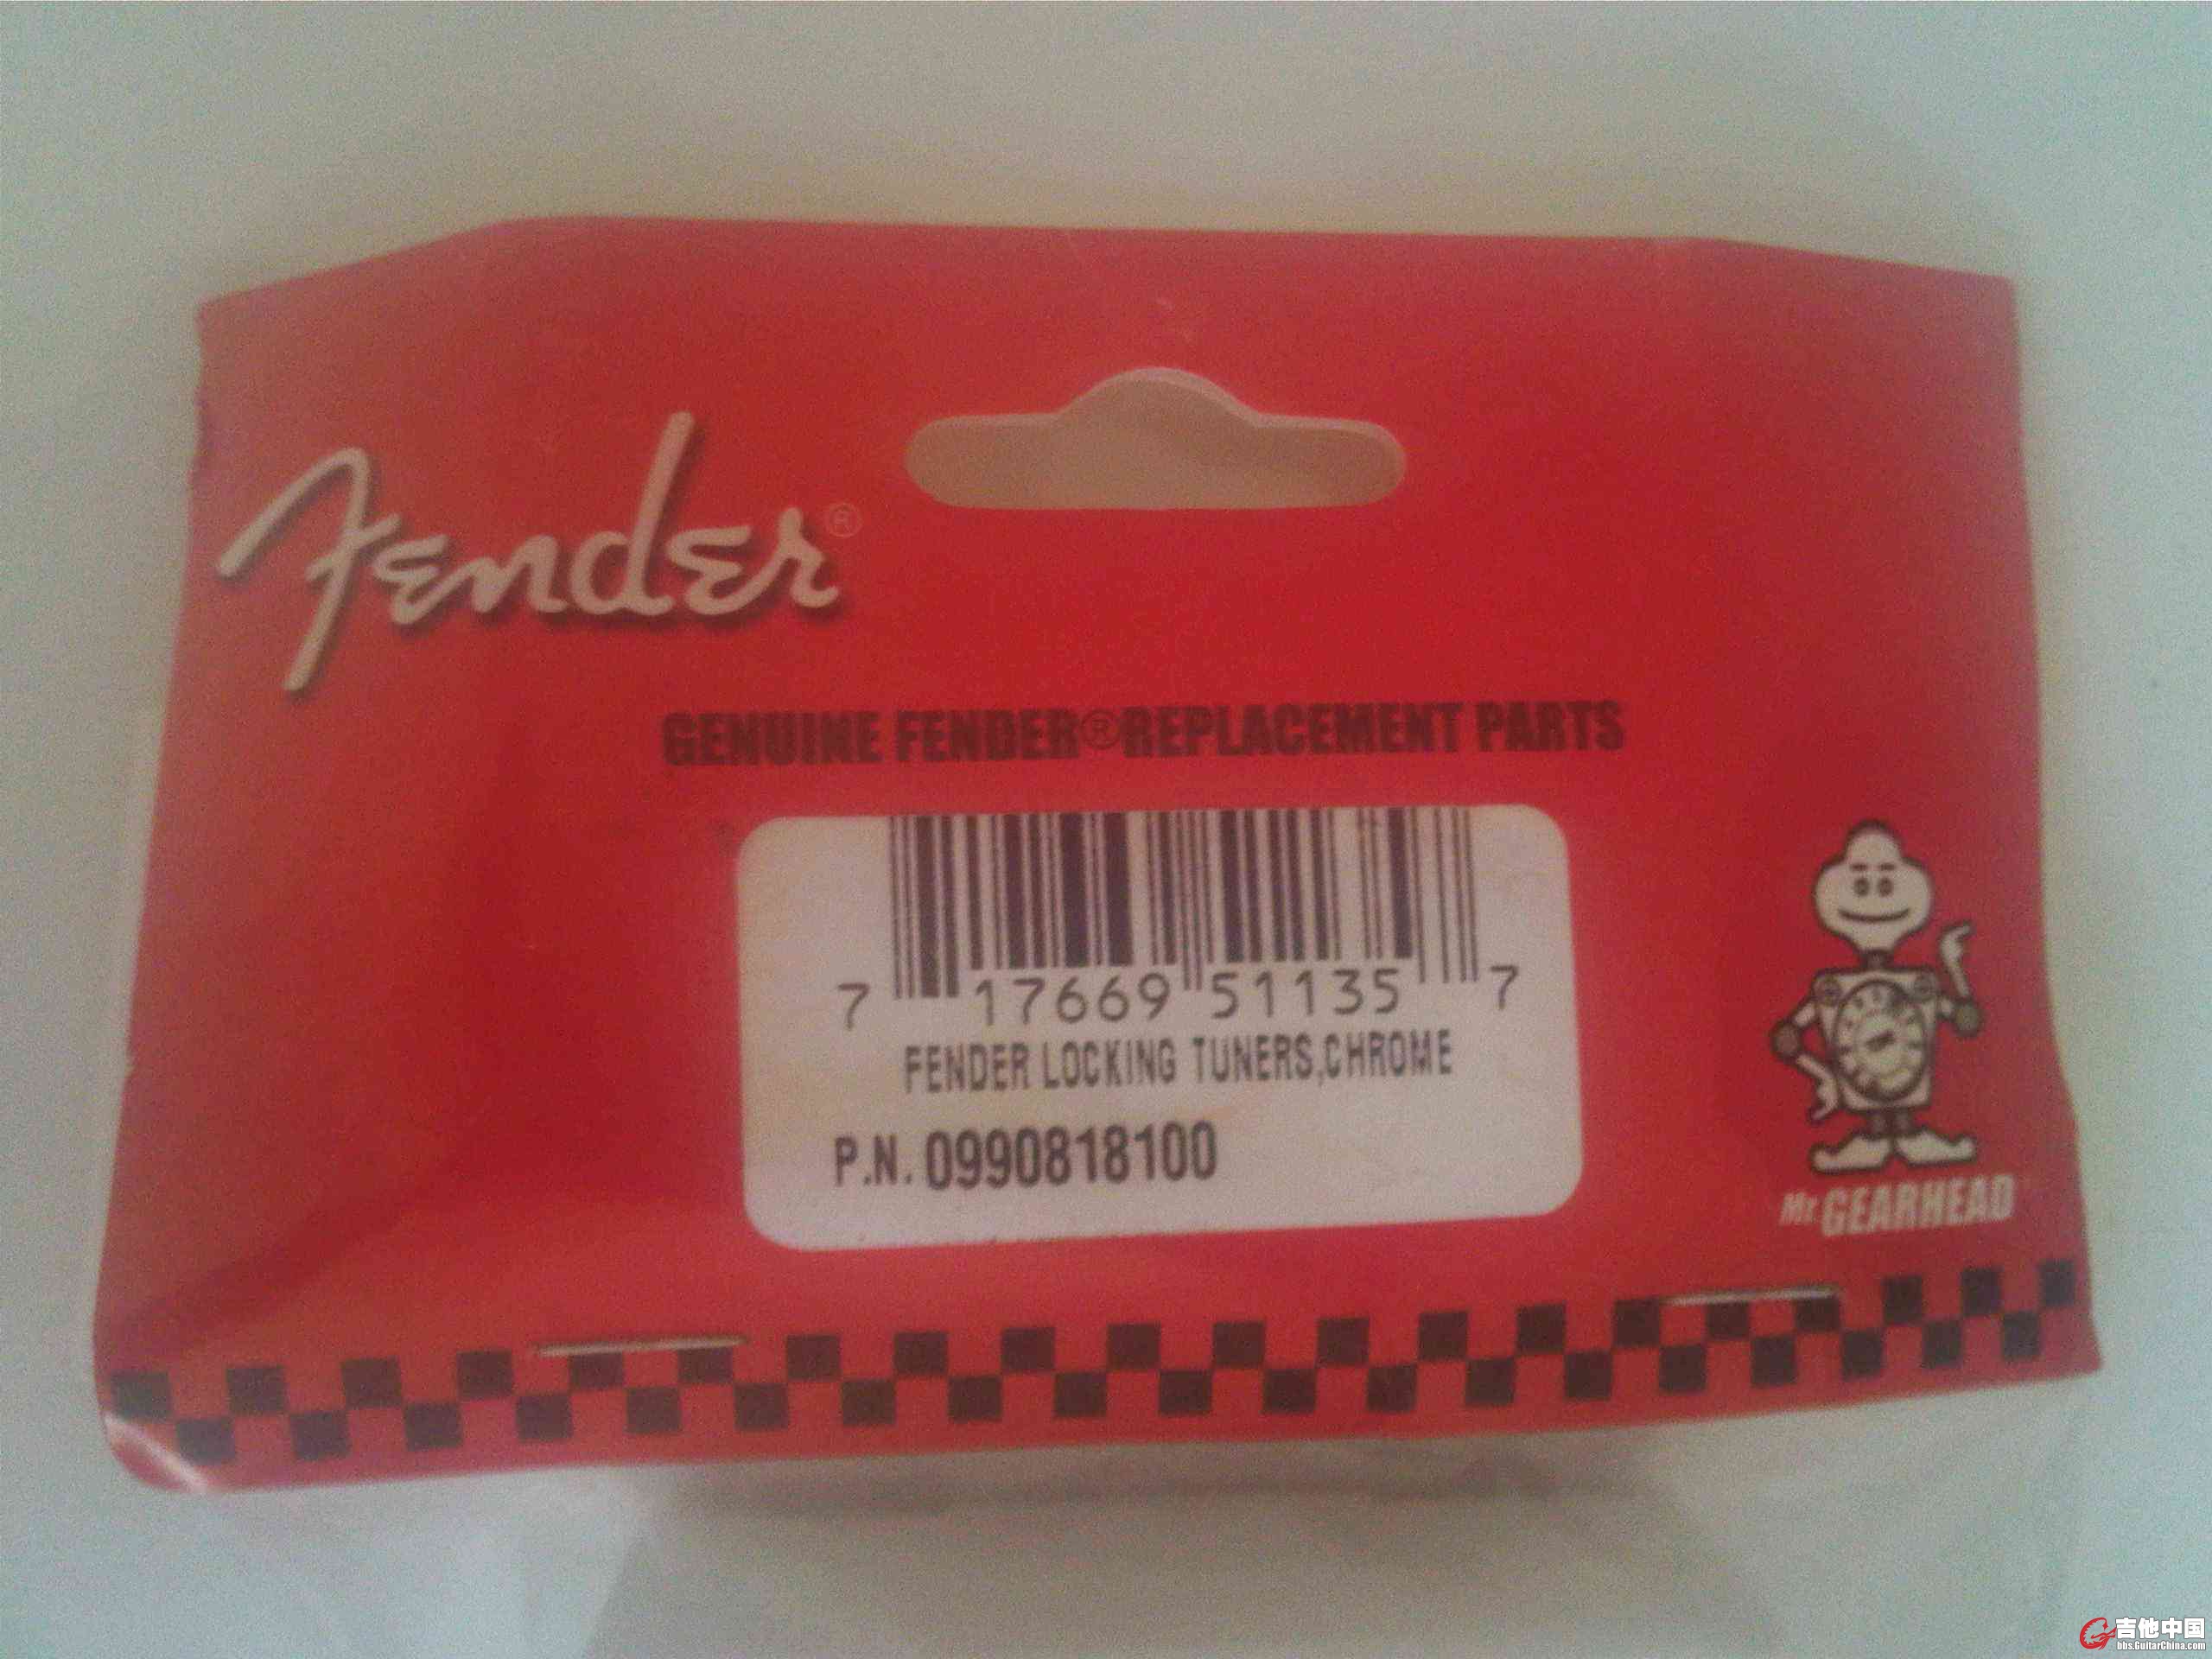 Fender®
GENUINE FENDER® REPLACEMENT PARTS
7 17669 51135 7
FENDER LOCKING TUNERS,CHROME
P.N. 0990818100
Mr. GEARHEAD
吉他中国
bbs.GuitarChina.com